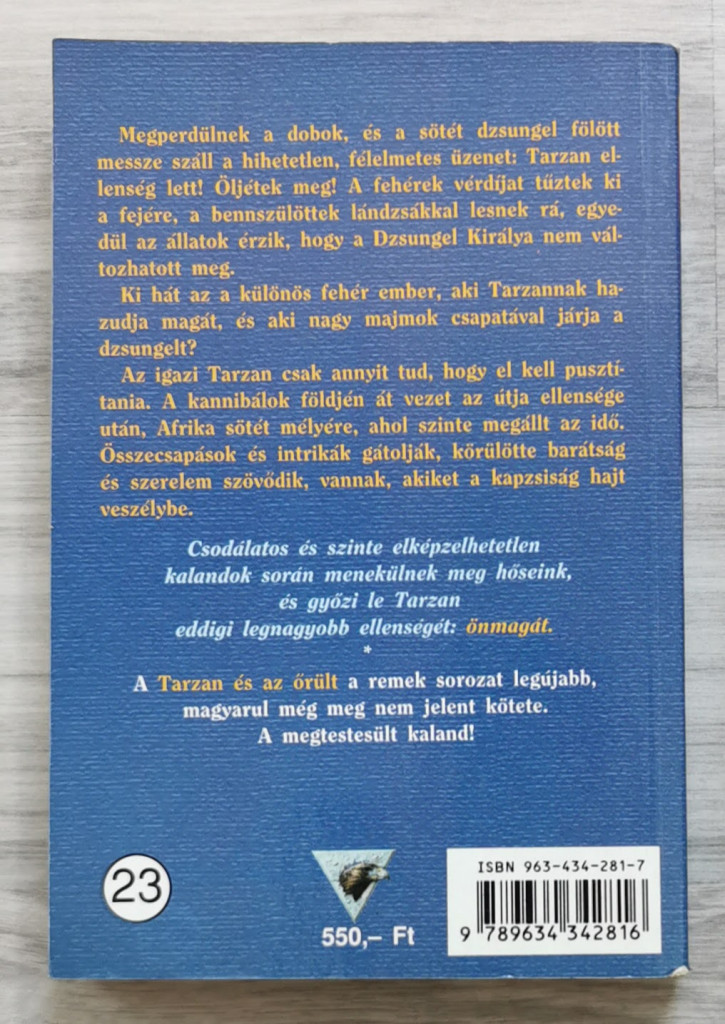 Megperdülnek a dobok, és a sötét dzsungel fölött
messze száll a hihetetlen, félelmetes üzenet: Tarzan el-
lenség lett! Öljétek meg! A fehérek vérdíjat tűztek ki
a fejére, a bennszülöttek lándzsákkal lesnek rá, egye-
dül az állatok érzik, hogy a Dzsungel Királya nem vál-
tozhatott meg.
Ki hát az a különös fehér ember, aki Tarzannak ha-
zudja magát, és aki nagy majmok csapatával járja a
dzsungelt?
Az igazi Tarzan csak annyit tud, hogy el kell pusztí-
tania. A kannibálok földjén át vezet az útja ellensége
után, Afrika sötét mélyére, ahol szinte megállt az idő.
Összecsapások és intrikák gátolják, körülötte barátság
és szerelem szövődik, vannak, akiket a kapzsiság hajt
veszélybe.
Csodálatos és szinte elképzelhetetlen
kalandok során menekülnek meg hőseink,
és győzi le Tarzan
eddigi legnagyobb ellenségét: önmagát.
*
A Tarzan és az őrült a remek sorozat legújabb,
magyarul még meg nem jelent kötete.
A megtestesült kaland!
23
550,– Ft
ISBN 963-434-281-7
9 789634 342816